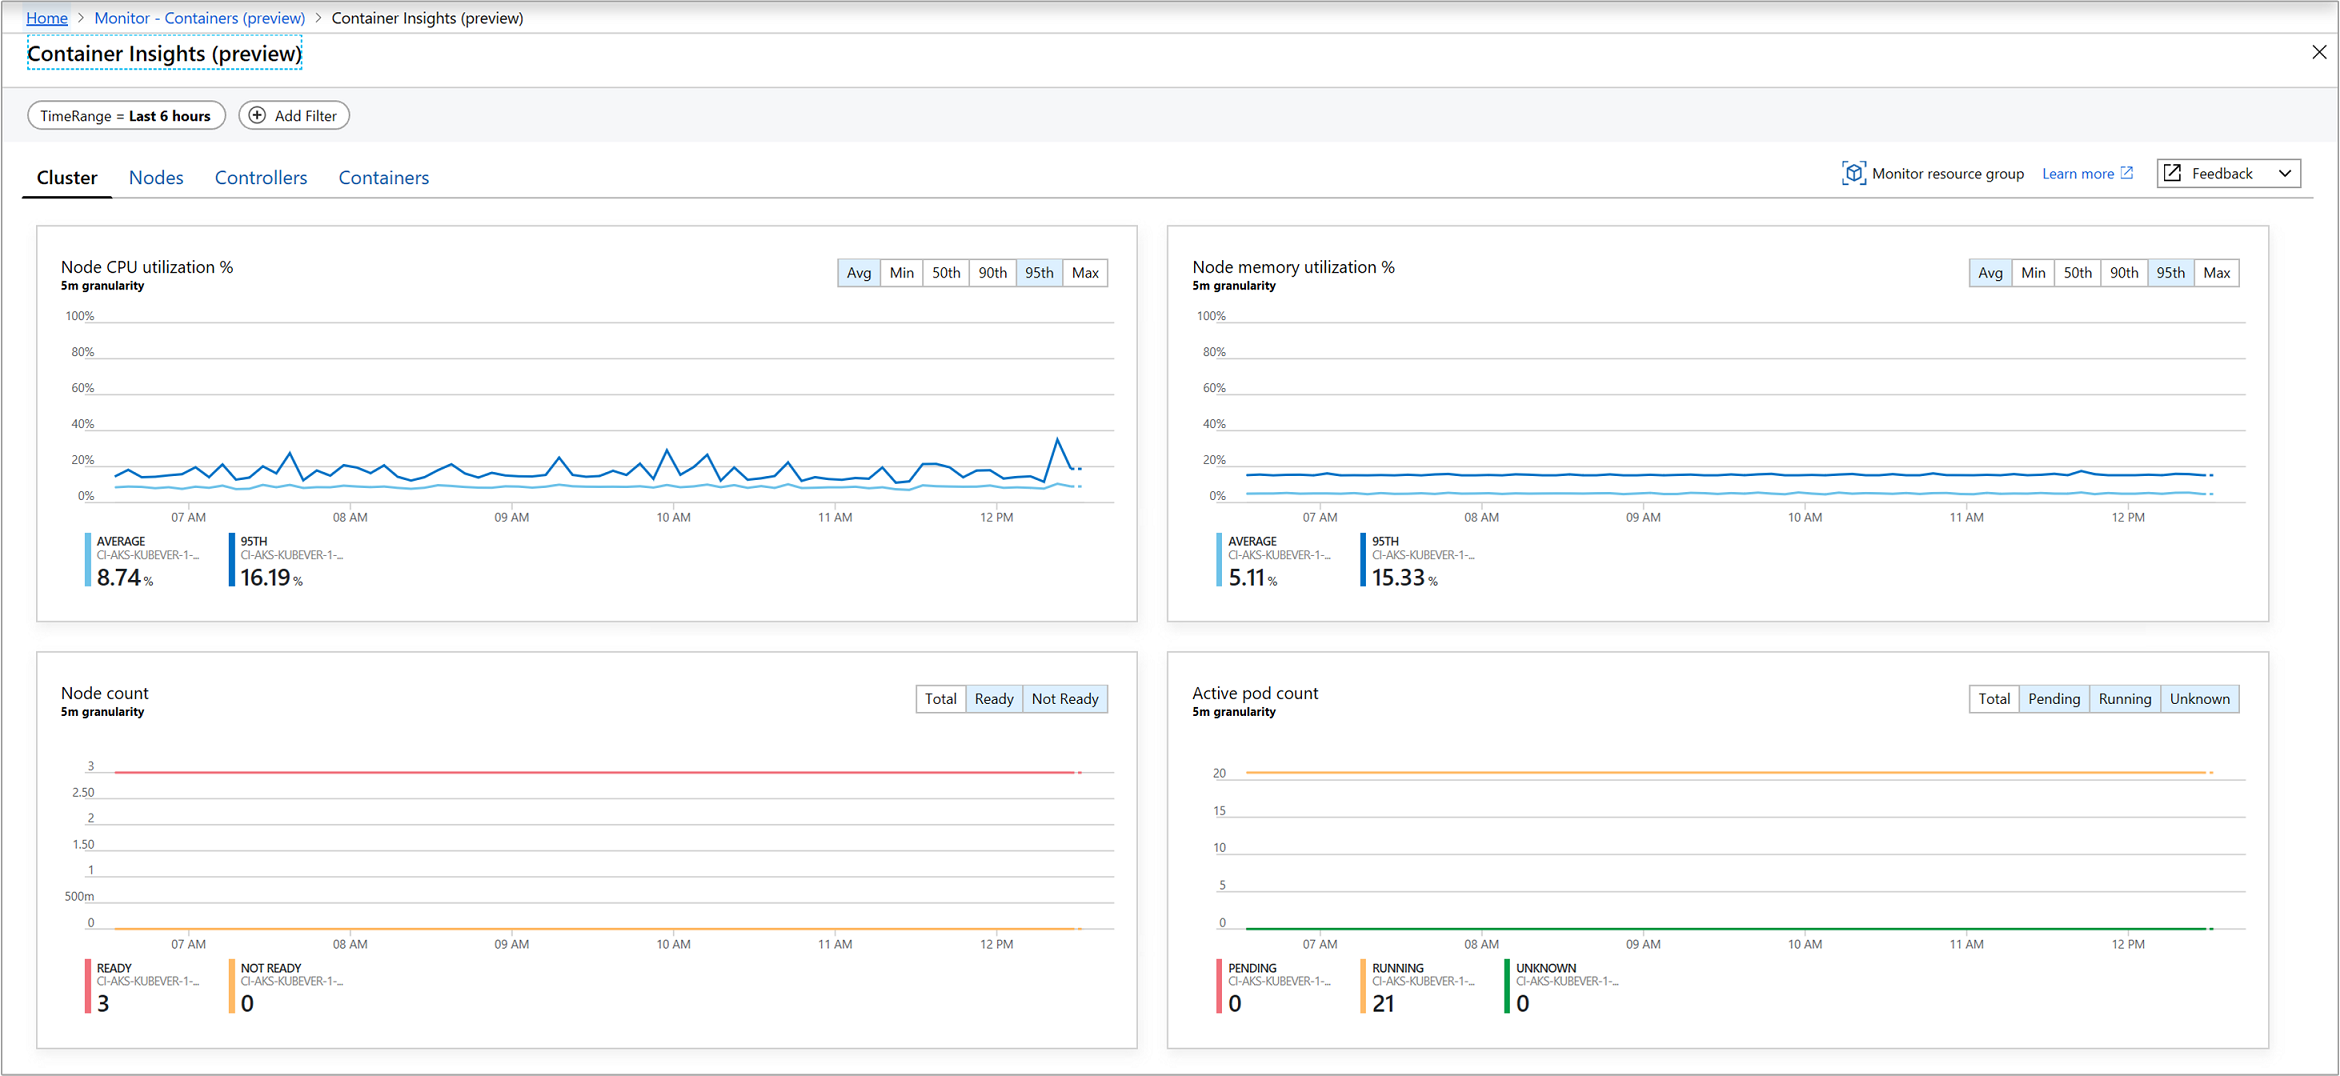 Home > Monitor - Containers (preview) > Container Insights (preview)
Container Insights (preview)
TimeRange = Last 6 hours
Add Filter
Cluster Nodes Controllers Containers
Monitor resource group Learn more Feedback
Node CPU utilization %
5m granularity
Avg Min 50th 90th 95th Max
100%
80%
60%
40%
20%
0%
07 AM 08 AM 09 AM 10 AM 11 AM 12 PM
AVERAGE
CI-AKS-KUBEVER-1-...
8.74 %
95TH
CI-AKS-KUBEVER-1-...
16.19 %
Node memory utilization %
5m granularity
Avg Min 50th 90th 95th Max
100%
80%
60%
40%
20%
0%
07 AM 08 AM 09 AM 10 AM 11 AM 12 PM
AVERAGE
CI-AKS-KUBEVER-1-...
5.11 %
95TH
CI-AKS-KUBEVER-1-...
15.33 %
Node count
5m granularity
Total Ready Not Ready
3
2.50
2
1.50
1
500m
0
07 AM 08 AM 09 AM 10 AM 11 AM 12 PM
READY
CI-AKS-KUBEVER-1-...
3
NOT READY
CI-AKS-KUBEVER-1-...
0
Active pod count
5m granularity
Total Pending Running Unknown
20
15
10
5
0
07 AM 08 AM 09 AM 10 AM 11 AM 12 PM
PENDING
CI-AKS-KUBEVER-1-...
0
RUNNING
CI-AKS-KUBEVER-1-...
21
UNKNOWN
CI-AKS-KUBEVER-1-...
0